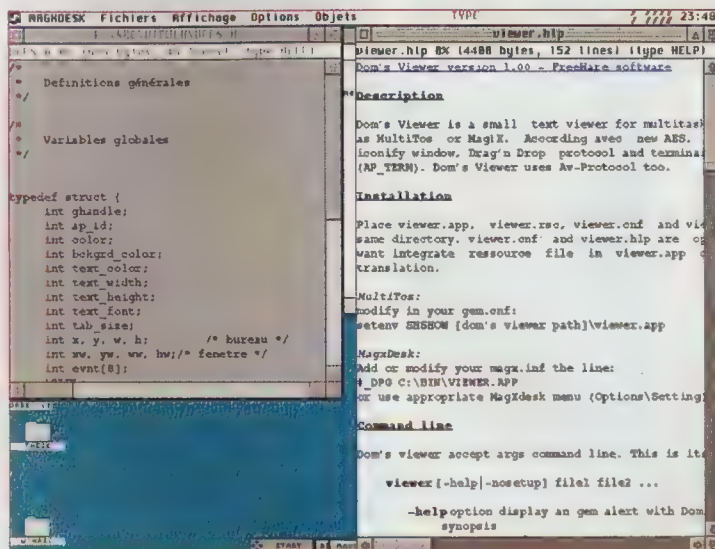 MAGXDESK Fichiers Affichage Options Objets
TYPE
23:48
viewer.hlp
/*
* Definitions générales
*/
/*
* Variables globales
*/
typedef struct {
int ghandle;
int ap_id;
int color;
int bckgrd_color;
int text_color;
int text_width;
int text_height;
int text_font;
int tab_size;
int x, y, w, h; /* bureau */
int xw, yw, ww, hw;/* fenetre */
int evnt[8];
viewer.hlp 8% (4408 bytes, 152 lines) (type HELP)
Dom's Viewer version 1.00 - FreeWare software
Description
Dom's Viewer is a small text viewer for multitask
as MultiTos or MagiX. According avec new AES.
iconify window, Drag'n Drop protocol and termina
(AP_TERM). Dom's Viewer uses Av-Protocol too.
Installation
Place viewer.app, viewer.rsc, viewer.cnf and vie
same directory. viewer.cnf and viewer.hlp are op
want integrate ressource file in viewer.app
translation.
MultiTos:
modify in your gem.cnf:
setenv SHSHOW [dom's viewer path]\viewer.app
MagxDesk:
Add or modify your magx.inf the line:
#_DPG C:\BIN\VIEWER.APP
or use appropriate MagXdesk menu (Options\Setting
Command line
Dom's viewer accept args command line. This is its
viewer [-help|-nosetup] file1 file2 ...
-help option display an gem alert with Dom
synopsis
START